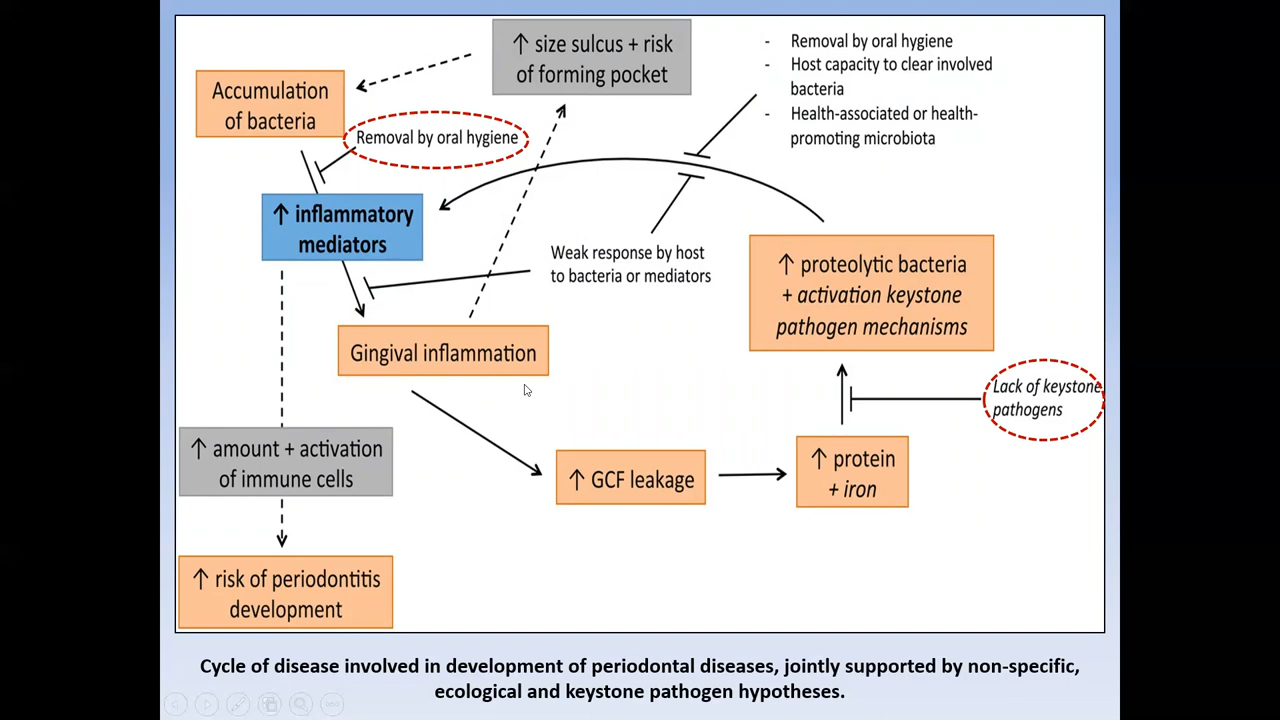 ↑ size sulcus + risk
of forming pocket
- Removal by oral hygiene
- Host capacity to clear involved
bacteria
- Health-associated or health-
promoting microbiota
Accumulation
of bacteria
Removal by oral hygiene
↑ inflammatory
mediators
Weak response by host
to bacteria or mediators
↑ proteolytic bacteria
+ activation keystone
pathogen mechanisms
Gingival inflammation
Lack of keystone
pathogens
↑ amount + activation
of immune cells
↑ GCF leakage
↑ protein
+ iron
↑ risk of periodontitis
development
Cycle of disease involved in development of periodontal diseases, jointly supported by non-specific,
ecological and keystone pathogen hypotheses.